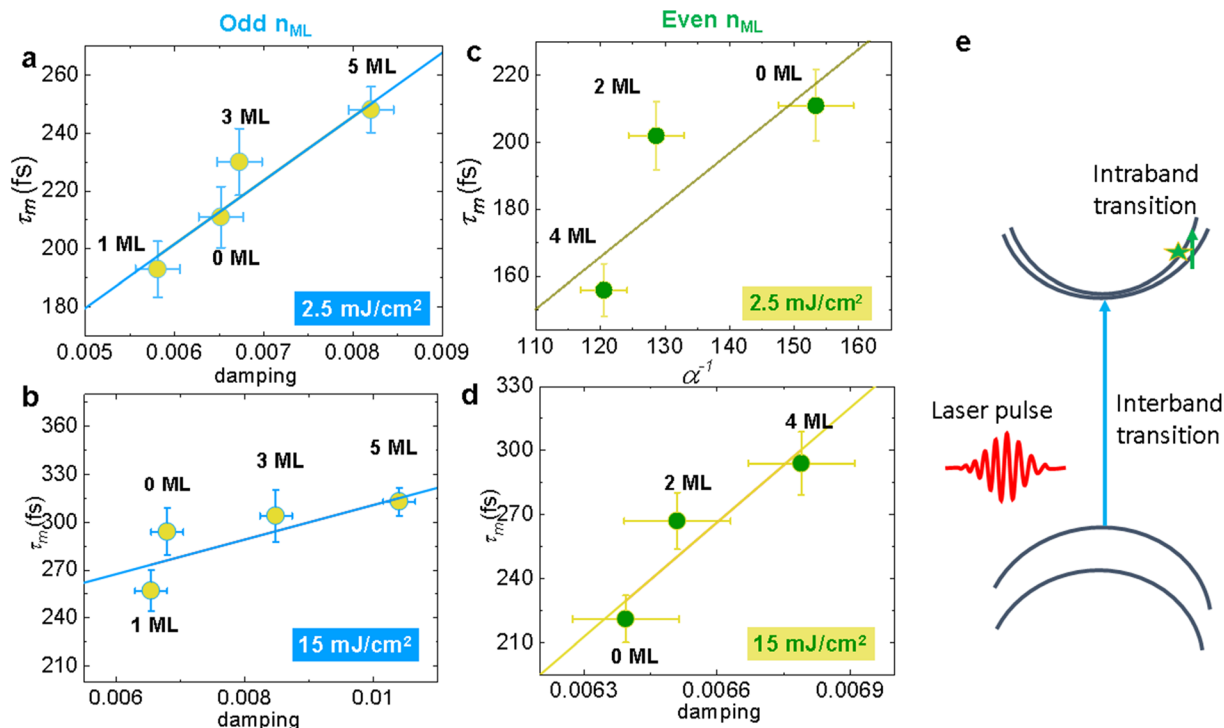 Odd n_ML
Even n_ML
a
τm(fs)
260
240
220
200
180
5 ML
3 ML
1 ML
0 ML
2.5 mJ/cm²
0.005
0.006
0.007
0.008
0.009
damping
b
τm(fs)
360
330
300
270
240
210
0 ML
3 ML
5 ML
1 ML
15 mJ/cm²
0.006
0.008
0.01
damping
c
τm(fs)
220
200
180
160
0 ML
2 ML
4 ML
2.5 mJ/cm²
110
120
130
140
150
160
α⁻¹
d
τm(fs)
330
300
270
240
210
4 ML
2 ML
0 ML
15 mJ/cm²
0.0063
0.0066
0.0069
damping
e
Intraband
transition
Laser pulse
Interband
transition